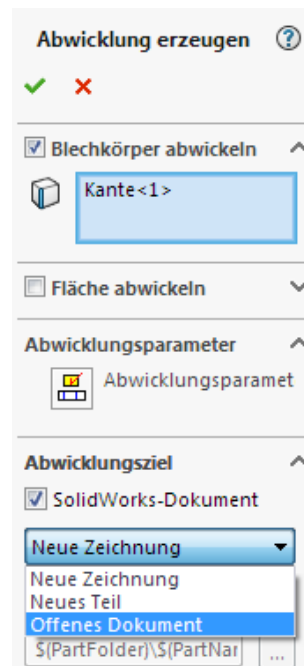 Abwicklung erzeugen
Blechkörper abwickeln
Kante<1>
Fläche abwickeln
Abwicklungsparameter
Abwicklungsparamet
Abwicklungsziel
SolidWorks-Dokument
Neue Zeichnung
Neue Zeichnung
Neues Teil
Offenes Dokument
$(PartFolder)\$(PartNar
...